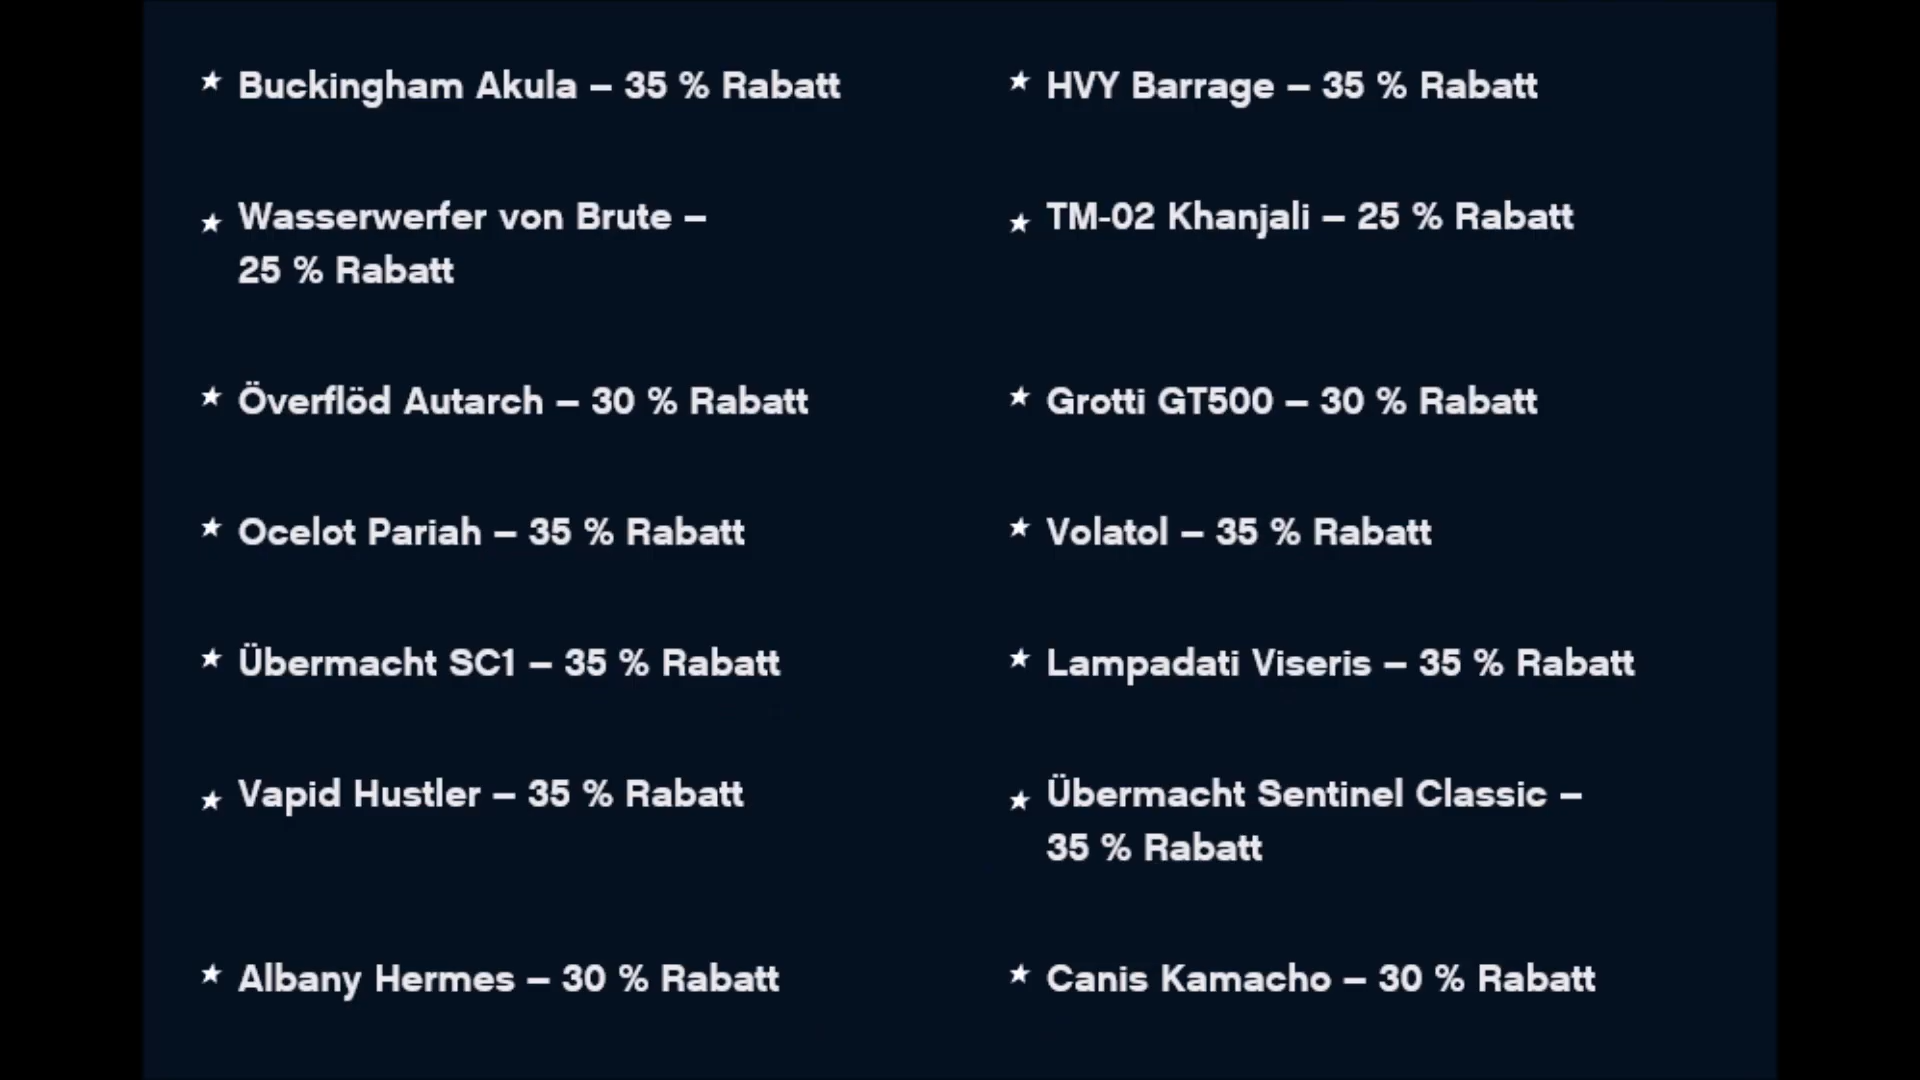 ★ Buckingham Akula – 35 % Rabatt
★ HVY Barrage – 35 % Rabatt
★ Wasserwerfer von Brute –
25 % Rabatt
★ TM-02 Khanjali – 25 % Rabatt
★ Överflöd Autarch – 30 % Rabatt
★ Grotti GT500 – 30 % Rabatt
★ Ocelot Pariah – 35 % Rabatt
★ Volatol – 35 % Rabatt
★ Übermacht SC1 – 35 % Rabatt
★ Lampadati Viseris – 35 % Rabatt
★ Vapid Hustler – 35 % Rabatt
★ Übermacht Sentinel Classic –
35 % Rabatt
★ Albany Hermes – 30 % Rabatt
★ Canis Kamacho – 30 % Rabatt